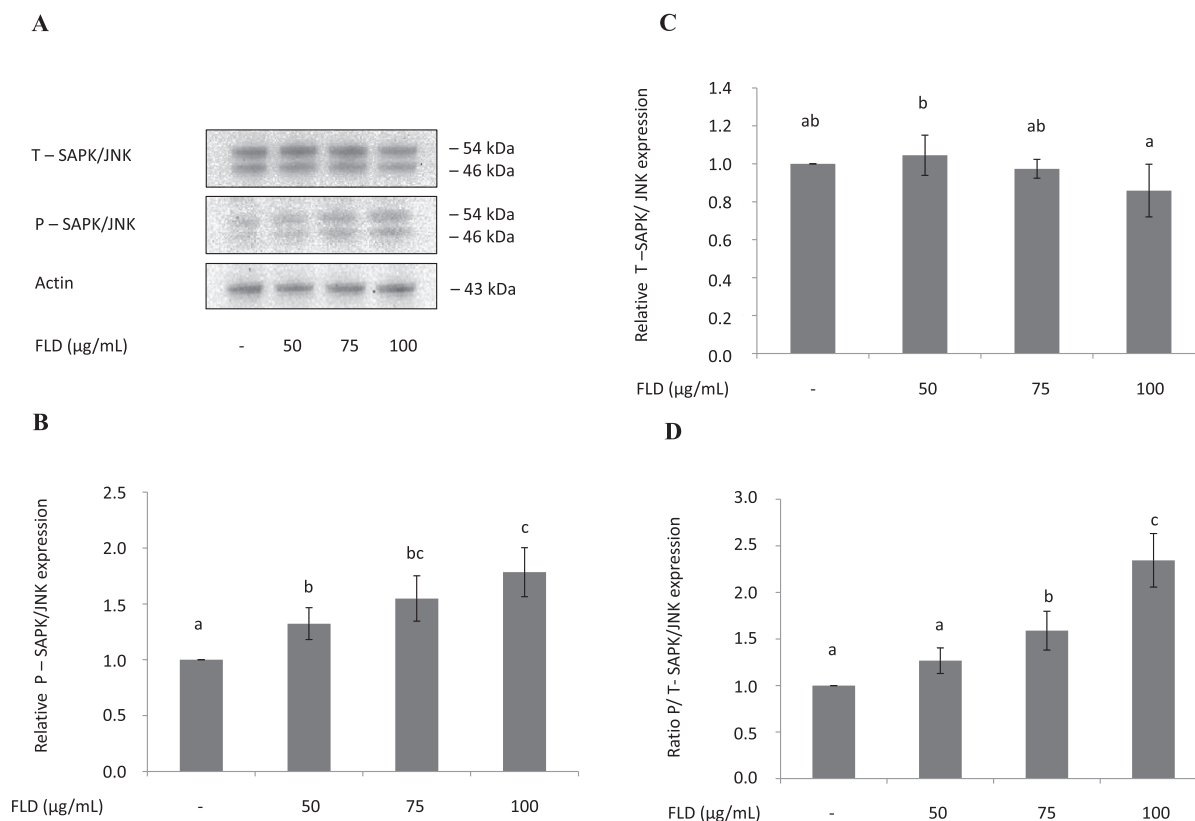 A
T – SAPK/JNK
– 54 kDa
– 46 kDa
P – SAPK/JNK
– 54 kDa
– 46 kDa
Actin
– 43 kDa
FLD (µg/mL) - 50 75 100
B
Relative P – SAPK/JNK expression
2.5
2.0
1.5
1.0
0.5
0.0
a
b
bc
c
FLD (µg/mL) - 50 75 100
C
Relative T –SAPK/ JNK expression
1.4
1.2
1.0
0.8
0.6
0.4
0.2
0.0
ab
b
ab
a
FLD (µg/mL) - 50 75 100
D
Ratio P/ T- SAPK/JNK expression
3.0
2.5
2.0
1.5
1.0
0.5
0.0
a
a
b
c
FLD (µg/mL) - 50 75 100